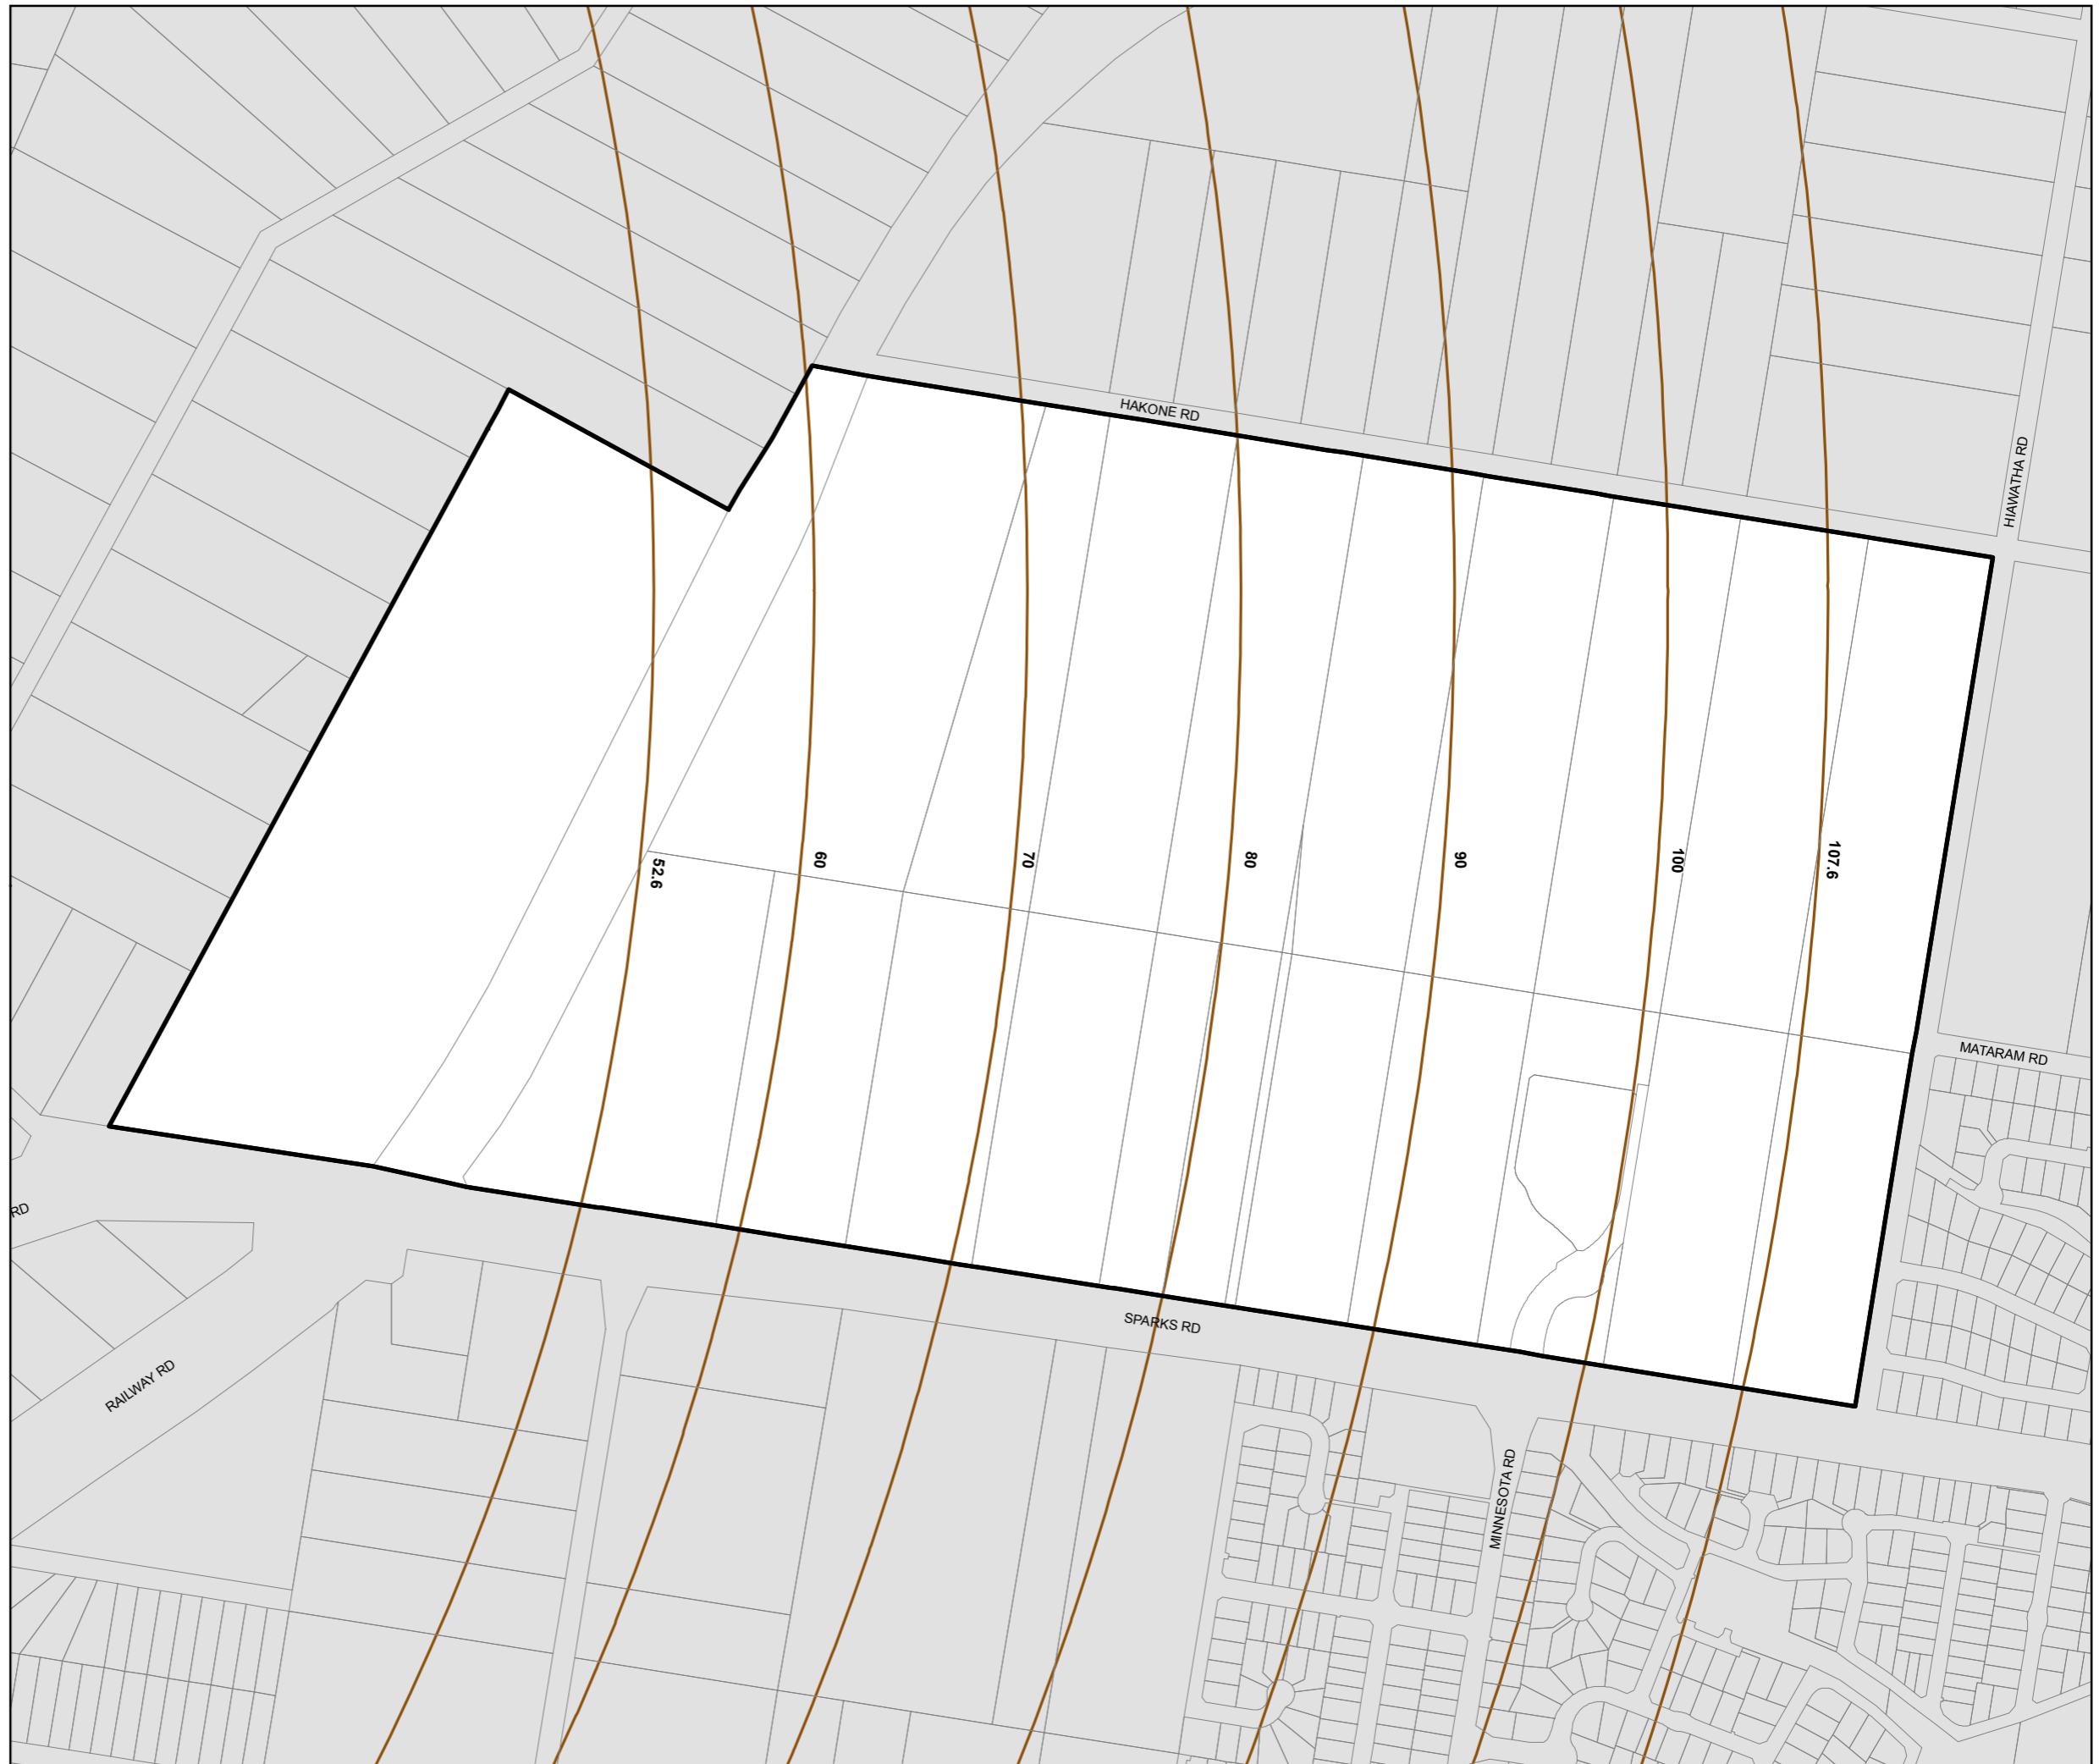 HAKONE RD
HIAWATHA RD
52.6
60
70
80
90
100
107.6
MATARAM RD
RD
SPARKS RD
RAILWAY RD
MINNESOTA RD